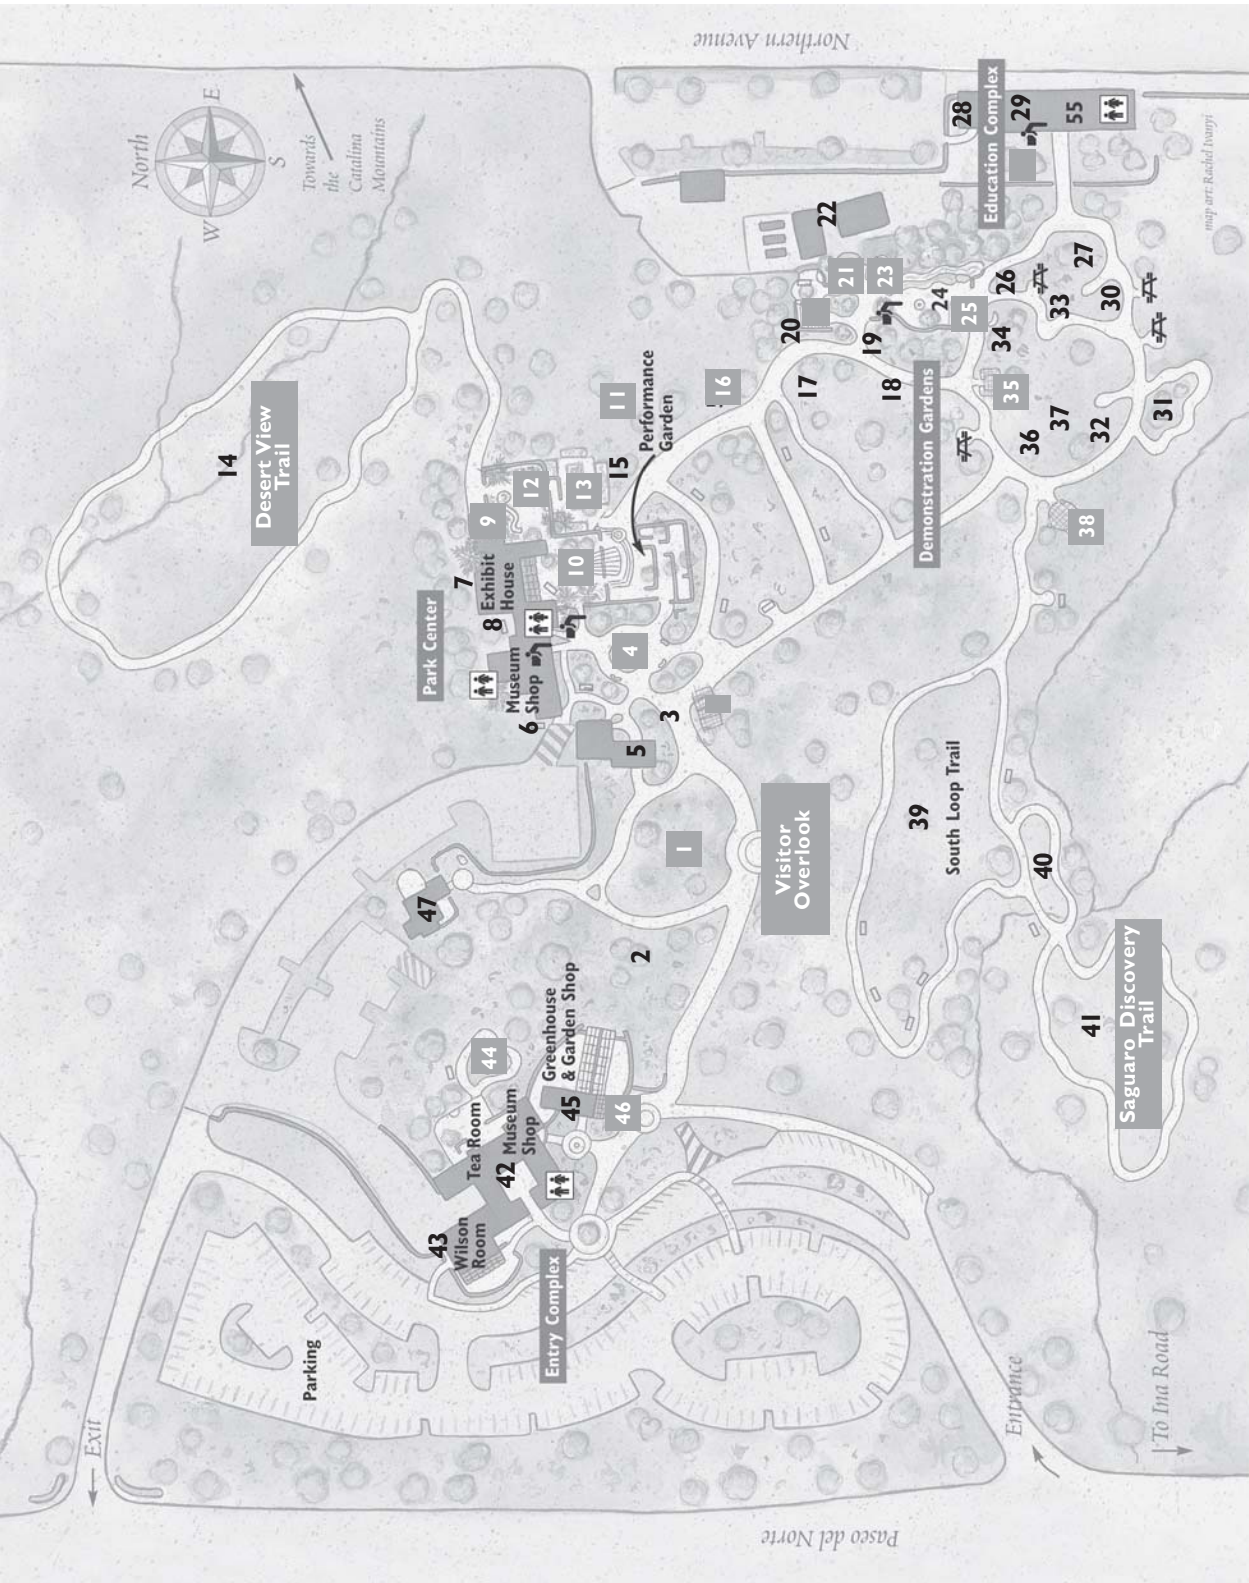 Northern Avenue
North
E
S
W
Towards
the
Catalina
Mountains
14
Desert View
Trail
Park Center
7
8
Exhibit
House
9
12
13
11
15
Performance
Garden
10
16
6
Museum
Shop
4
3
5
1
2
Visitor
Overlook
47
44
Greenhouse
& Garden Shop
45
46
Tea Room
42
Museum
Shop
43
Wilson
Room
Entry Complex
Parking
Exit
Entrance
To Ina Road
Paseo del Norte
Education Complex
28
29
55
22
21
23
20
19
24
25
26
27
17
18
34
33
30
35
Demonstration Gardens
36
37
32
31
38
39
South Loop Trail
40
41
Saguaro Discovery
Trail
map art: Rachel Ivanyi